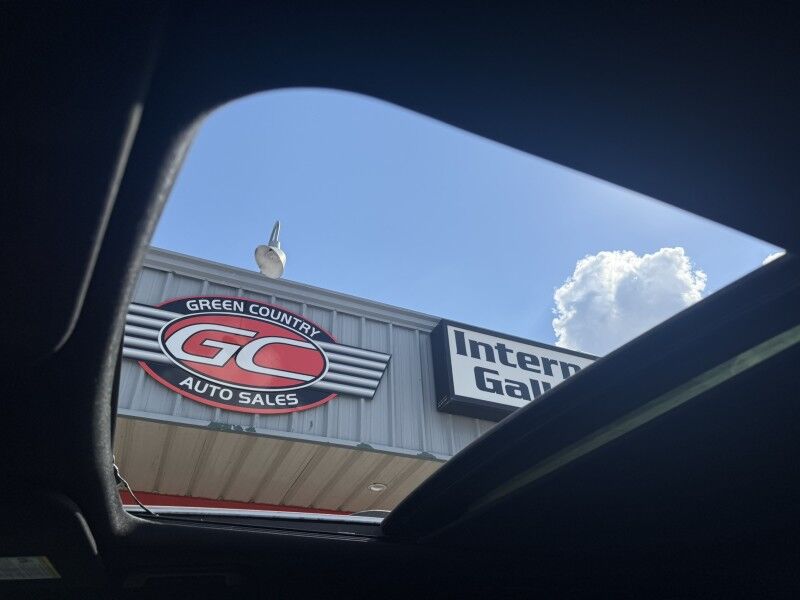 GREEN COUNTRY
GC
AUTO SALES
Intern
Gall